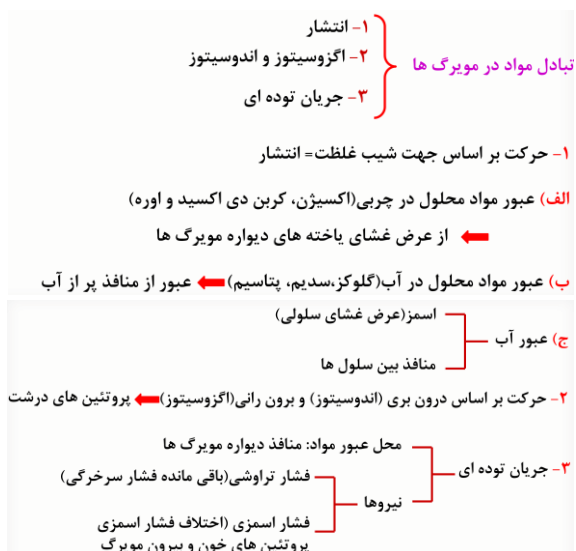 ۱- انتشار
۲- اگزوسیتوز و اندوسیتوز
تبادل مواد در مویرگ ها
۳- جریان توده ای
۱- حرکت بر اساس جهت شیب غلظت= انتشار
الف) عبور مواد محلول در چربی(اکسیژن، کربن دی اکسید و اوره)
از عرض غشای یاخته های دیواره مویرگ ها
ب) عبور مواد محلول در آب(گلوکز،سدیم، پتاسیم) عبور از منافذ پر از آب
اسمز(عرض غشای سلولی)
ج) عبور آب
منافذ بین سلول ها
۲- حرکت بر اساس درون بری (اندوسیتوز) و برون رانی(اگزوسیتوز) پروتئین های درشت
محل عبور مواد: منافذ دیواره مویرگ ها
۳- جریان توده ای
فشار تراوشی(باقی مانده فشار سرخرگی)
نیروها
فشار اسمزی (اختلاف فشار اسمزی
پروتئین های خون و بیرون مویرگ